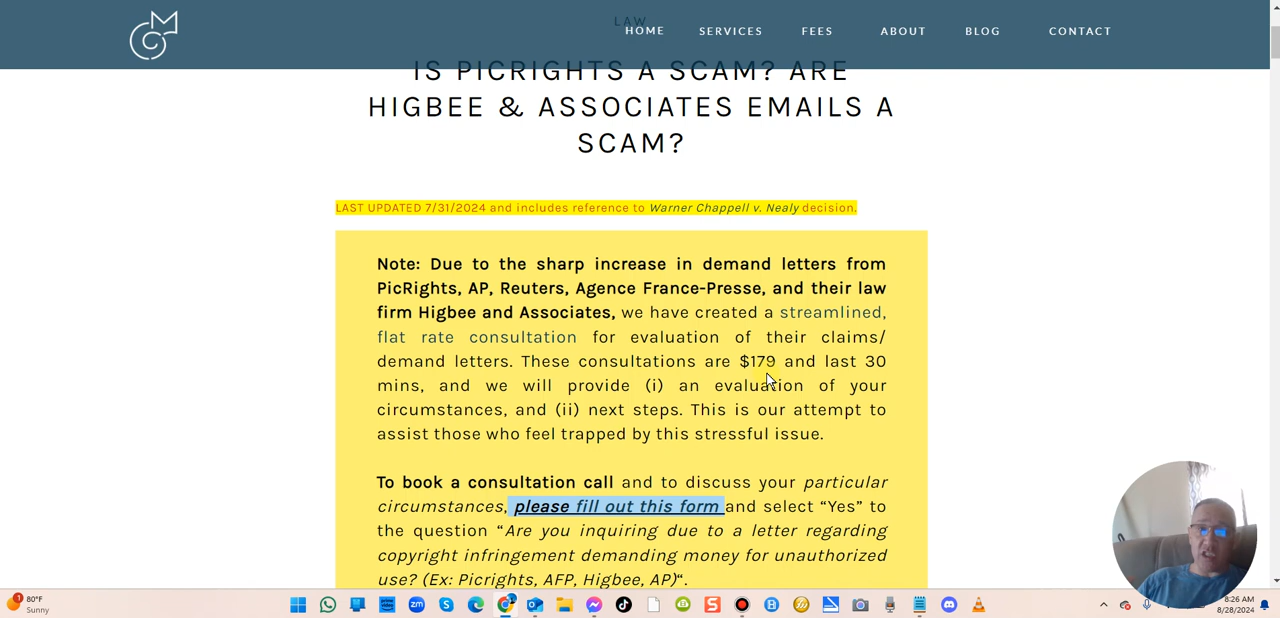 LAW
HOME SERVICES FEES ABOUT BLOG CONTACT
IS PICRIGHTS A SCAM? ARE
HIGBEE & ASSOCIATES EMAILS A
SCAM?
LAST UPDATED 7/31/2024 and includes reference to Warner Chappell v. Nealy decision.
Note: Due to the sharp increase in demand letters from
PicRights, AP, Reuters, Agence France-Presse, and their law
firm Higbee and Associates, we have created a streamlined,
flat rate consultation for evaluation of their claims/
demand letters. These consultations are $179 and last 30
mins, and we will provide (i) an evaluation of your
circumstances, and (ii) next steps. This is our attempt to
assist those who feel trapped by this stressful issue.
To book a consultation call and to discuss your particular
circumstances, please fill out this form and select “Yes” to
the question “Are you inquiring due to a letter regarding
copyright infringement demanding money for unauthorized
use? (Ex: Picrights, AFP, Higbee, AP)“.
1
80°F
Sunny
8:26 AM
8/28/2024